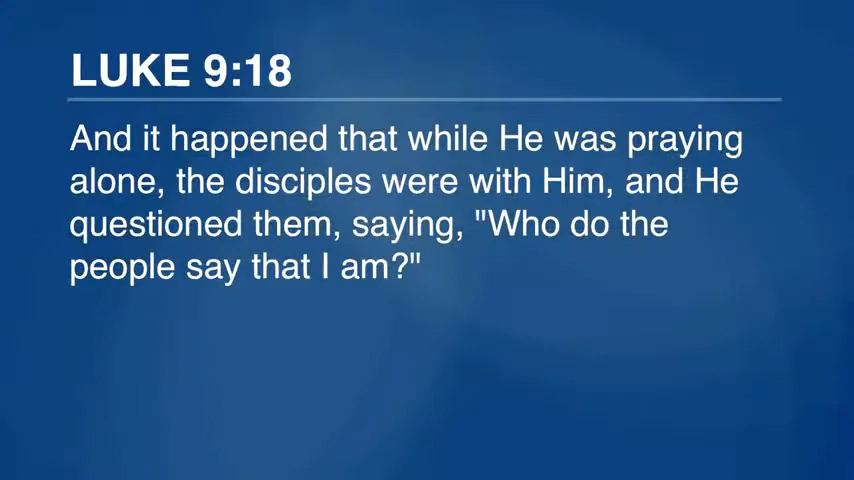 LUKE 9:18
And it happened that while He was praying
alone, the disciples were with Him, and He
questioned them, saying, "Who do the
people say that I am?"